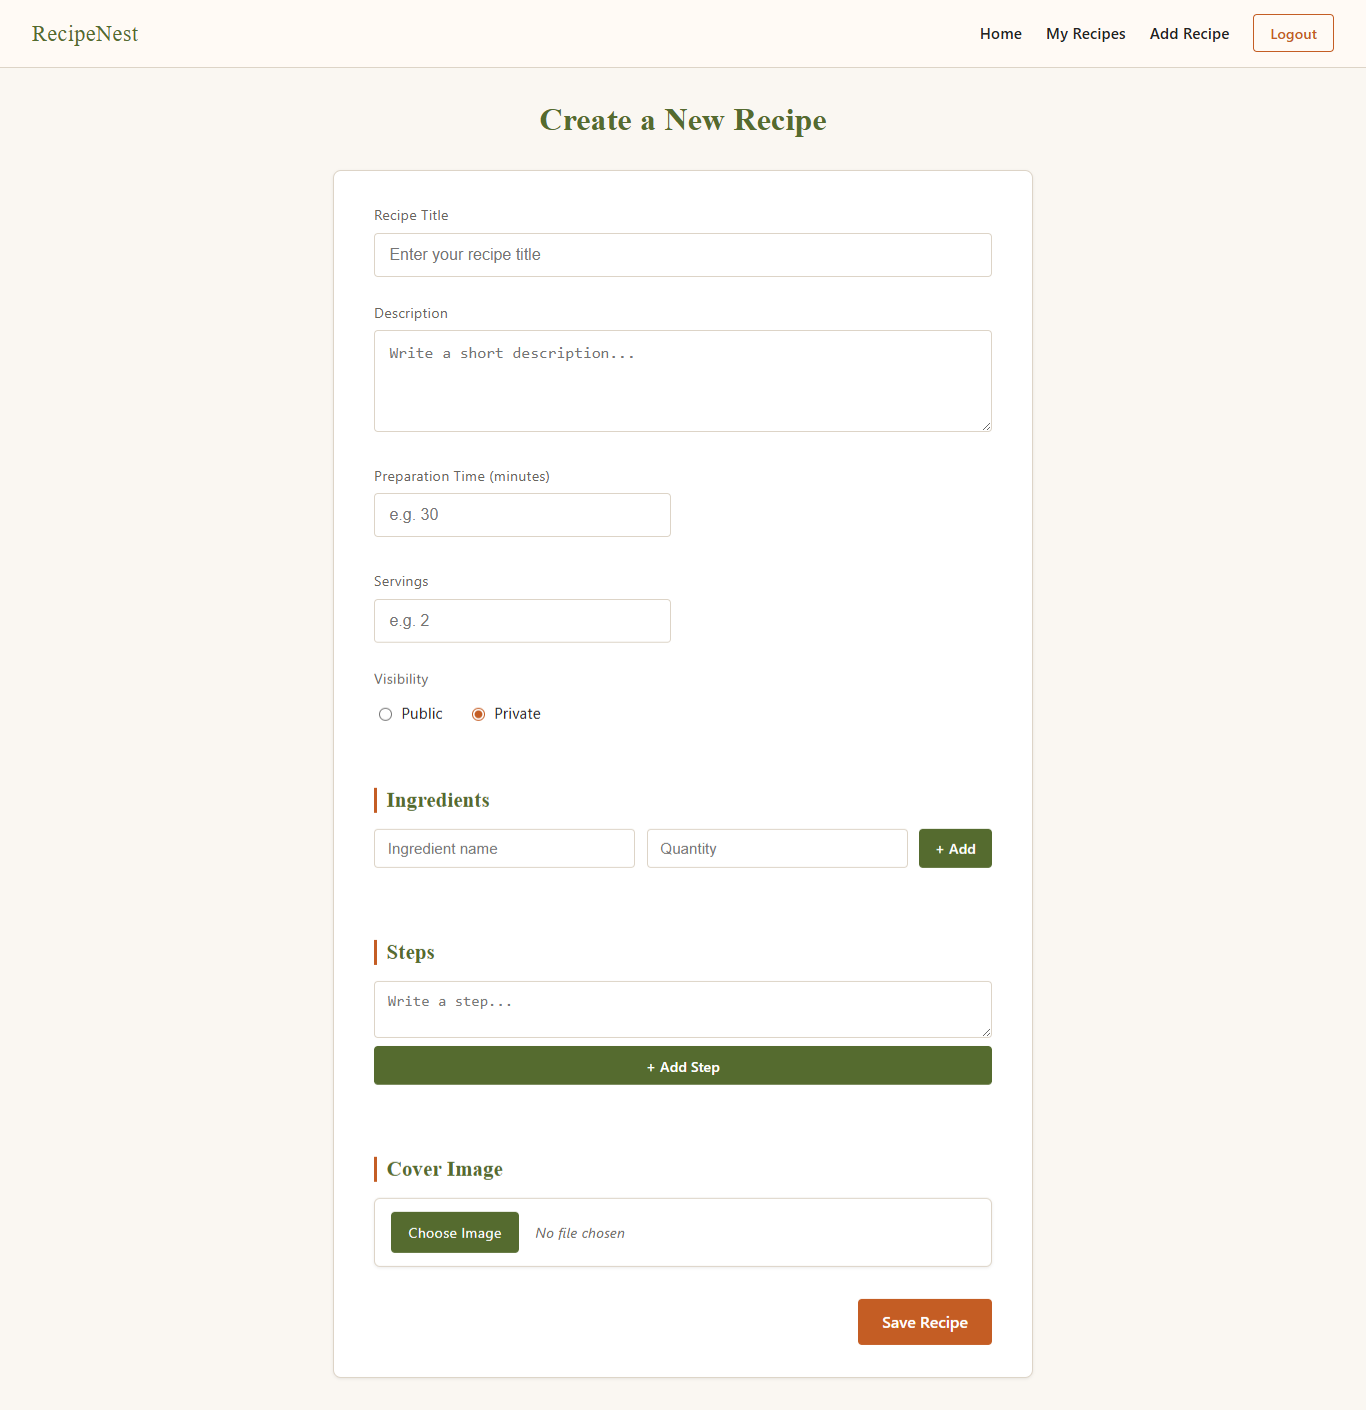 RecipeNest
Home My Recipes Add Recipe Logout
Create a New Recipe
Recipe Title
Enter your recipe title
Description
Write a short description...
Preparation Time (minutes)
e.g. 30
Servings
e.g. 2
Visibility
Public Private
Ingredients
Ingredient name Quantity + Add
Steps
Write a step...
+ Add Step
Cover Image
Choose Image No file chosen
Save Recipe